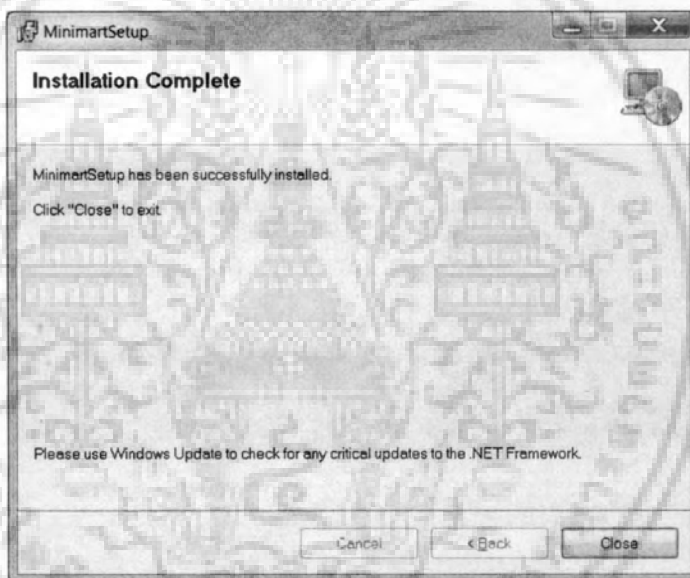 MinimartSetup
Installation Complete
MinimartSetup has been successfully installed.
Click "Close" to exit.
Please use Windows Update to check for any critical updates to the .NET Framework.
Cancel
< Back
Close